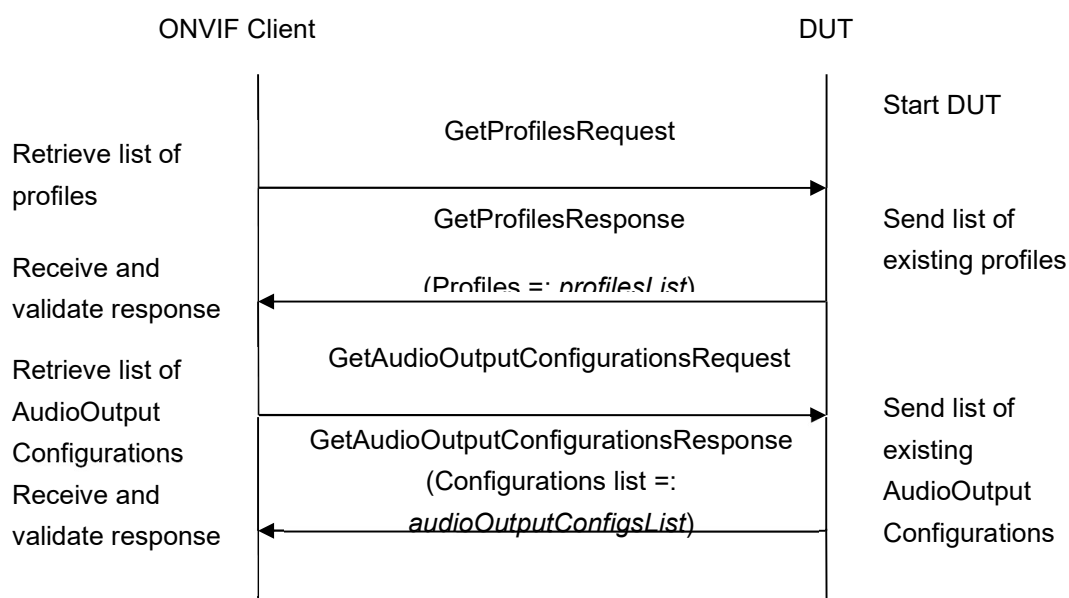 ONVIF Client
DUT
Start DUT
GetProfilesRequest
Retrieve list of
profiles
GetProfilesResponse
Send list of
existing profiles
Receive and
validate response
(Profiles =: profilesList)
GetAudioOutputConfigurationsRequest
Retrieve list of
AudioOutput
Configurations
Send list of
existing
AudioOutput
Configurations
GetAudioOutputConfigurationsResponse
(Configurations list =:
audioOutputConfigsList)
Receive and
validate response